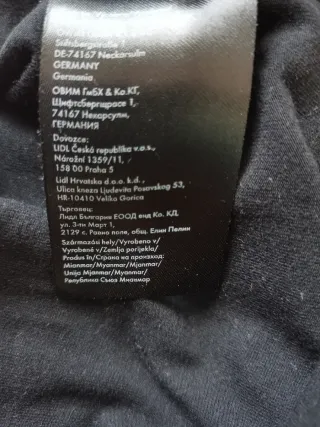 Stiftsbergstraße 1
DE-74167 Neckarsulm
GERMANY
Germania
ОВИМ ГмбХ & Ко.КГ,
Щифтсбергщрасе 1,
74167 Некарсулм,
ГЕРМАНИЯ
Dovozce:
LIDL Česká republika v.o.s.,
Nárožní 1359/11,
158 00 Praha 5
Lidl Hrvatska d.o.o. k.d.,
Ulica kneza Ljudevita Posavskog 53,
HR-10410 Velika Gorica
Търговец:
Лидл България ЕООД енд Ко. КД,
ул. 3-ти Март 1,
2129 с. Равно поле, общ. Елин Пелин
Származási hely/Vyrobeno v/
Vyrobené v/Zemlja porijekla/
Produs în/Страна на произход:
Mianmar/Myanmar/Mjanmar/
Unija Mjanmar/Myanmar/
Република Съюз Мианмар